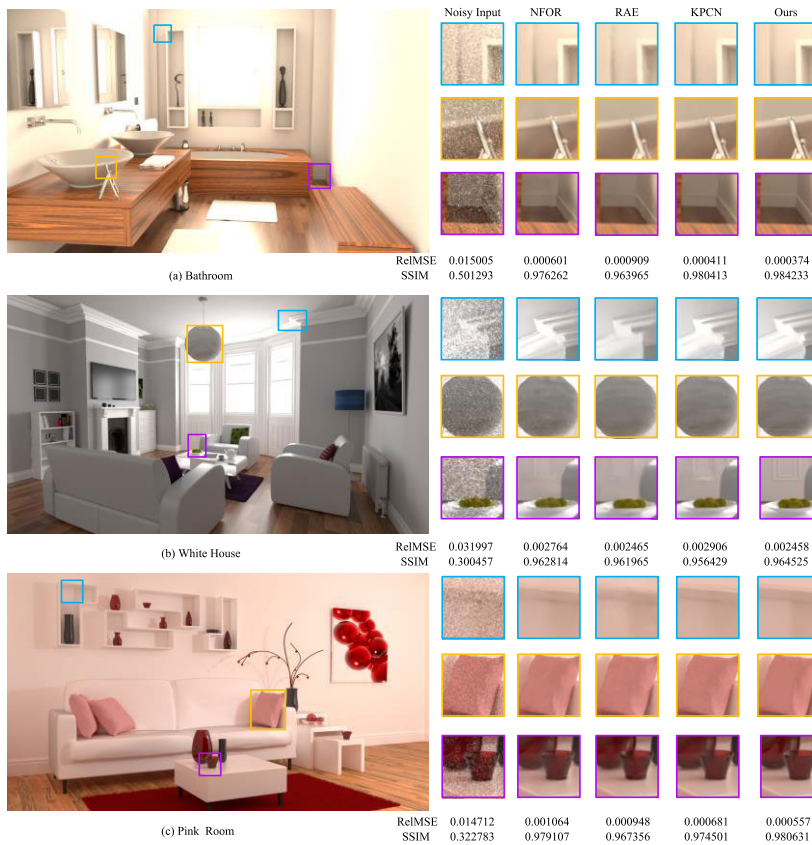 Noisy Input NFOR RAE KPCN Ours
RelMSE 0.015005 0.000601 0.000909 0.000411 0.000374
SSIM 0.501293 0.976262 0.963965 0.980413 0.984233
(a) Bathroom
RelMSE 0.031997 0.002764 0.002465 0.002906 0.002458
SSIM 0.300457 0.962814 0.961965 0.956429 0.964525
(b) White House
RelMSE 0.014712 0.001064 0.000948 0.000681 0.000557
SSIM 0.322783 0.979107 0.967356 0.974501 0.980631
(c) Pink Room